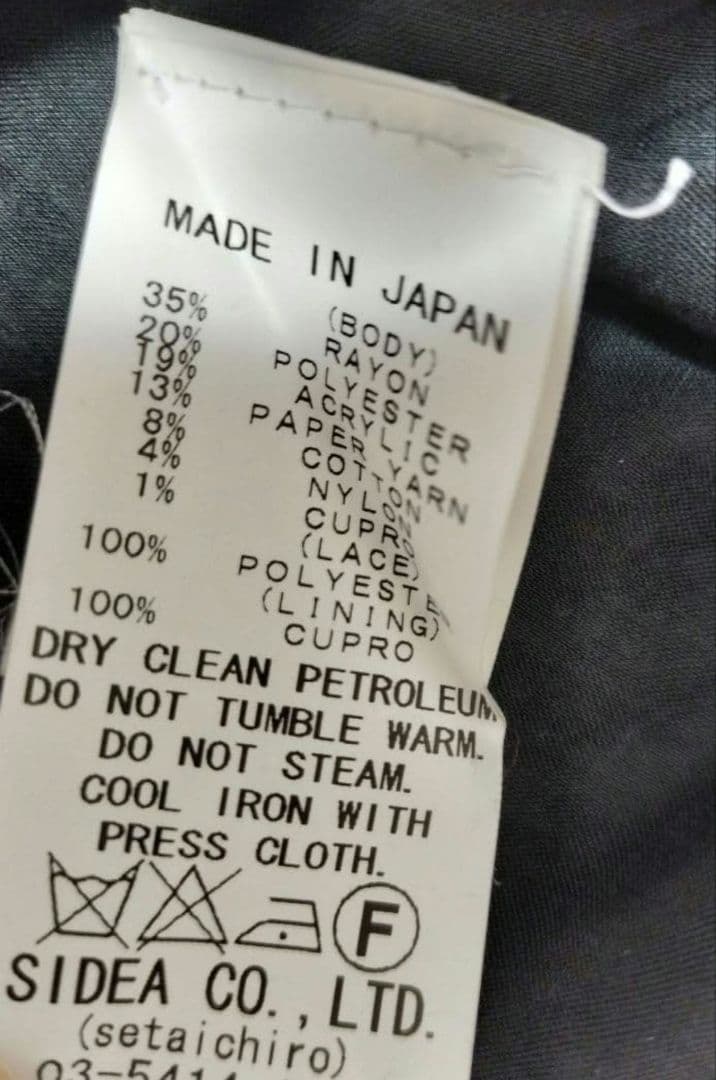 MADE IN JAPAN
(BODY)
35% RAYON
20% POLYESTER
19% ACRYLIC
13% PAPER YARN
8% COTTON
4% NYLON
1% CUPRO
(LACE)
100% POLYESTE
(LINING)
100% CUPRO
DRY CLEAN PETROLEUM.
DO NOT TUMBLE WARM.
DO NOT STEAM.
COOL IRON WITH
PRESS CLOTH.
F
SIDEA CO., LTD.
(setaichiro)